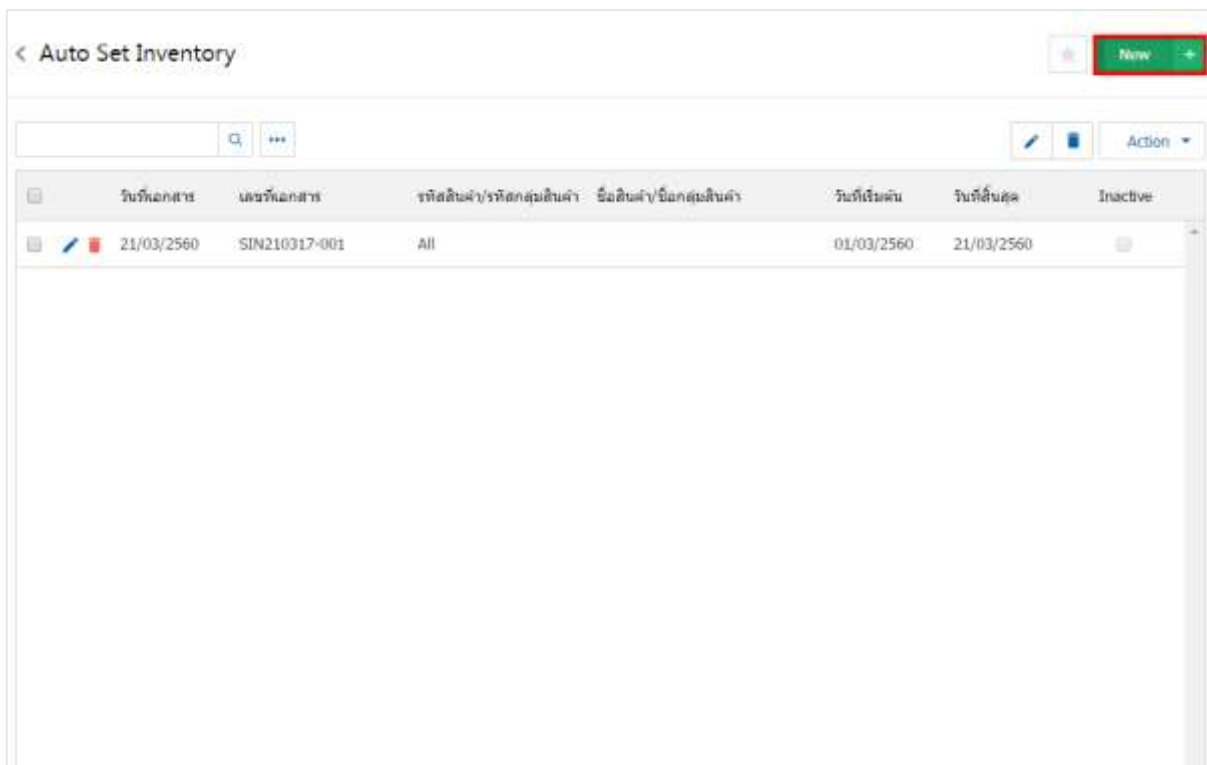 < Auto Set Inventory New +
Action
วันที่เอกสาร เลขที่เอกสาร รหัสสินค้า/รหัสกลุ่มสินค้า ชื่อสินค้า/ชื่อกลุ่มสินค้า วันที่เริ่มต้น วันที่สิ้นสุด Inactive
21/03/2560 SIN210317-001 All 01/03/2560 21/03/2560